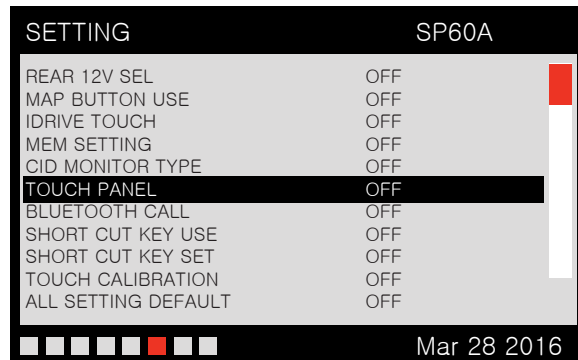 SETTING SP60A
REAR 12V SEL OFF
MAP BUTTON USE OFF
IDRIVE TOUCH OFF
MEM SETTING OFF
CID MONITOR TYPE OFF
TOUCH PANEL OFF
BLUETOOTH CALL OFF
SHORT CUT KEY USE OFF
SHORT CUT KEY SET OFF
TOUCH CALIBRATION OFF
ALL SETTING DEFAULT OFF
Mar 28 2016